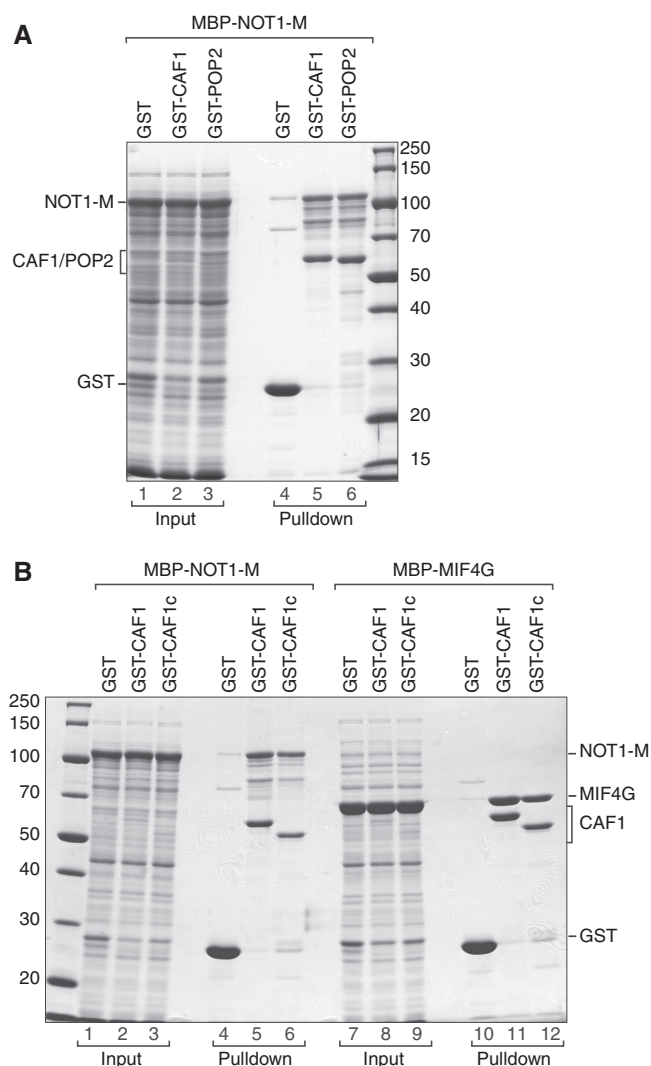 A
MBP-NOT1-M
GST
GST-CAF1
GST-POP2
GST
GST-CAF1
GST-POP2
NOT1-M
CAF1/POP2
GST
250
150
100
70
50
40
30
20
15
1 2 3 4 5 6
Input Pulldown
B
MBP-NOT1-M MBP-MIF4G
GST
GST-CAF1
GST-CAF1c
GST
GST-CAF1
GST-CAF1c
GST
GST-CAF1
GST-CAF1c
GST
GST-CAF1
GST-CAF1c
250
150
100
70
50
40
30
20
NOT1-M
MIF4G
CAF1
GST
1 2 3 4 5 6 7 8 9 10 11 12
Input Pulldown Input Pulldown